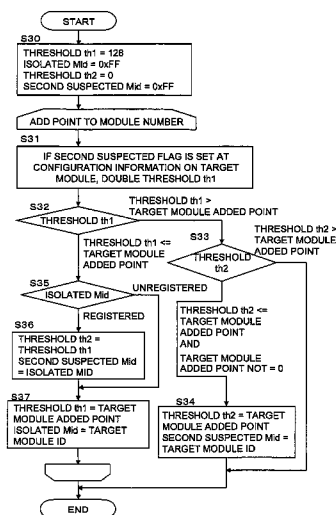 START
S30
THRESHOLD th1 = 128
ISOLATED Mid = 0xFF
THRESHOLD th2 = 0
SECOND SUSPECTED Mid = 0xFF
ADD POINT TO MODULE NUMBER
S31
IF SECOND SUSPECTED FLAG IS SET AT
CONFIGURATION INFORMATION ON TARGET
MODULE, DOUBLE THRESHOLD th1
S32
THRESHOLD th1
THRESHOLD th1 >
TARGET MODULE ADDED POINT
S33
THRESHOLD
th2
THRESHOLD th2 >
TARGET MODULE
ADDED POINT
THRESHOLD th1 <=
TARGET MODULE
ADDED POINT
S35
ISOLATED Mid
UNREGISTERED
REGISTERED
S36
THRESHOLD th2 =
THRESHOLD th1
SECOND SUSPECTED Mid
= ISOLATED MID
THRESHOLD th2 <=
TARGET MODULE
ADDED POINT
AND
TARGET MODULE
ADDED POINT NOT = 0
S37
THRESHOLD th1 = TARGET
MODULE ADDED POINT
ISOLATED Mid = TARGET
MODULE ID
S34
THRESHOLD th2 = TARGET
MODULE ADDED POINT
SECOND SUSPECTED Mid =
TARGET MODULE ID
END